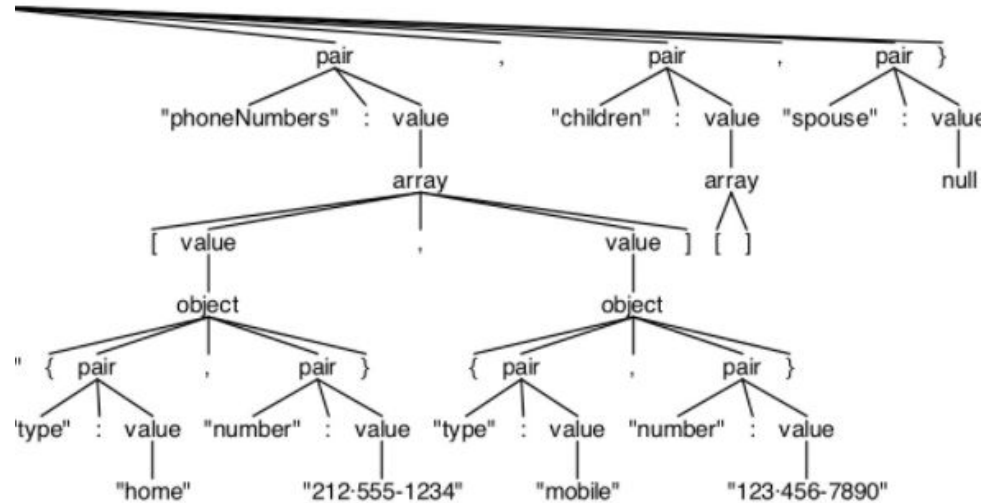 pair , pair , pair }
"phoneNumbers" : value "children" : value "spouse" : value
array array null
[ value , value ] [ ]
object object
" { pair , pair } { pair , pair }
"type" : value "number" : value "type" : value "number" : value
"home" "212·555-1234" "mobile" "123·456-7890"